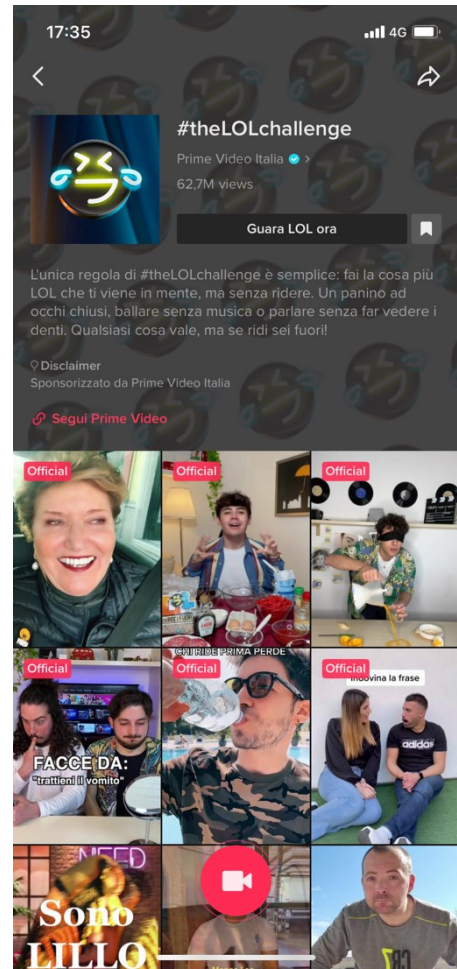 17:35
4G
#theLOLchallenge
Prime Video Italia
62,7M views
Guara LOL ora
L'unica regola di #theLOLchallenge è semplice: fai la cosa più
LOL che ti viene in mente, ma senza ridere. Un panino ad
occhi chiusi, ballare senza musica o parlare senza far vedere i
denti. Qualsiasi cosa vale, ma se ridi sei fuori!
Disclaimer
Sponsorizzato da Prime Video Italia
Segui Prime Video
Official
Official
Official
Official
Official
Official
CHI RIDE PRIMA PERDE
Indovina la frase
adidas
FACCE DA:
"trattieni il vomito"
NEED
Sono
LILLO